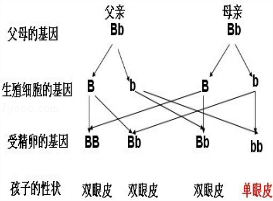 父亲 母亲
父母的基因 Bb Bb
生殖细胞的基因 B b B b
受精卵的基因 BB Bb Bb bb
孩子的性状 双眼皮 双眼皮 双眼皮 单眼皮